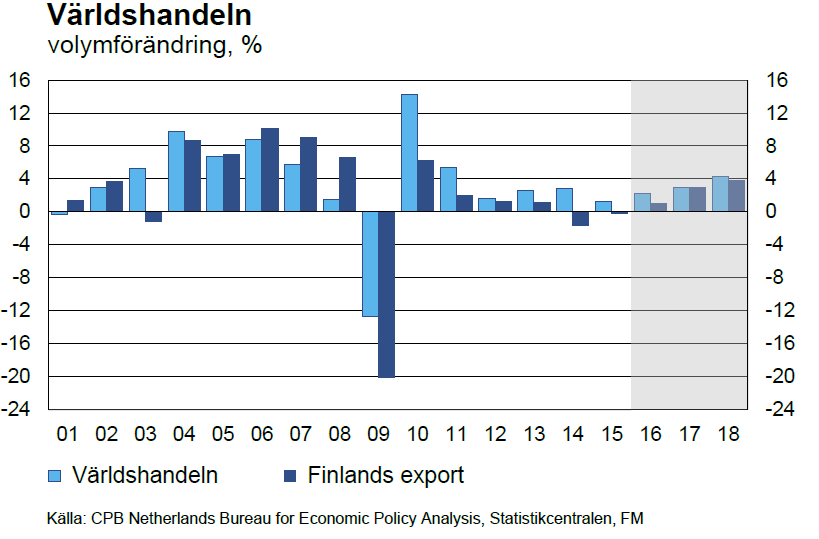 Världshandeln
volymförändring, %
16 16
12 12
8 8
4 4
0 0
-4 -4
-8 -8
-12 -12
-16 -16
-20 -20
-24 -24
01 02 03 04 05 06 07 08 09 10 11 12 13 14 15 16 17 18
Världshandeln Finlands export
Källa: CPB Netherlands Bureau for Economic Policy Analysis, Statistikcentralen, FM